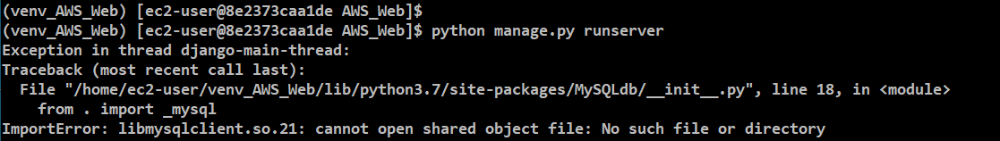 (venv_AWS_Web) [ec2-user@8e2373caa1de AWS_Web]$
(venv_AWS_Web) [ec2-user@8e2373caa1de AWS_Web]$ python manage.py runserver
Exception in thread django-main-thread:
Traceback (most recent call last):
  File "/home/ec2-user/venv_AWS_Web/lib/python3.7/site-packages/MySQLdb/__init__.py", line 18, in <module>
    from . import _mysql
ImportError: libmysqlclient.so.21: cannot open shared object file: No such file or directory